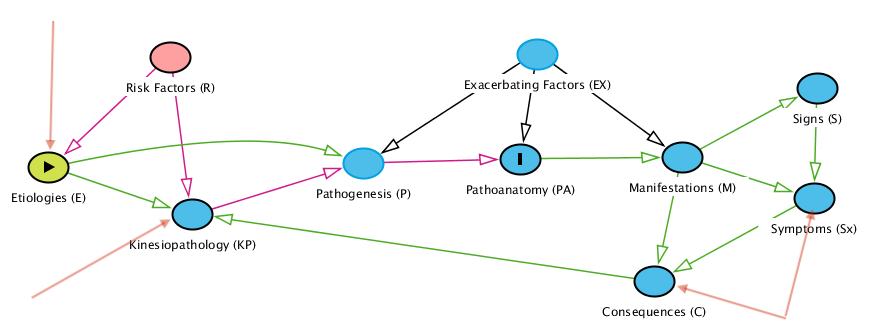 Risk Factors (R)
Exacerbating Factors (EX)
Signs (S)
Etiologies (E)
Pathogenesis (P)
Pathoanatomy (PA)
Manifestations (M)
Kinesiopathology (KP)
Symptoms (Sx)
Consequences (C)